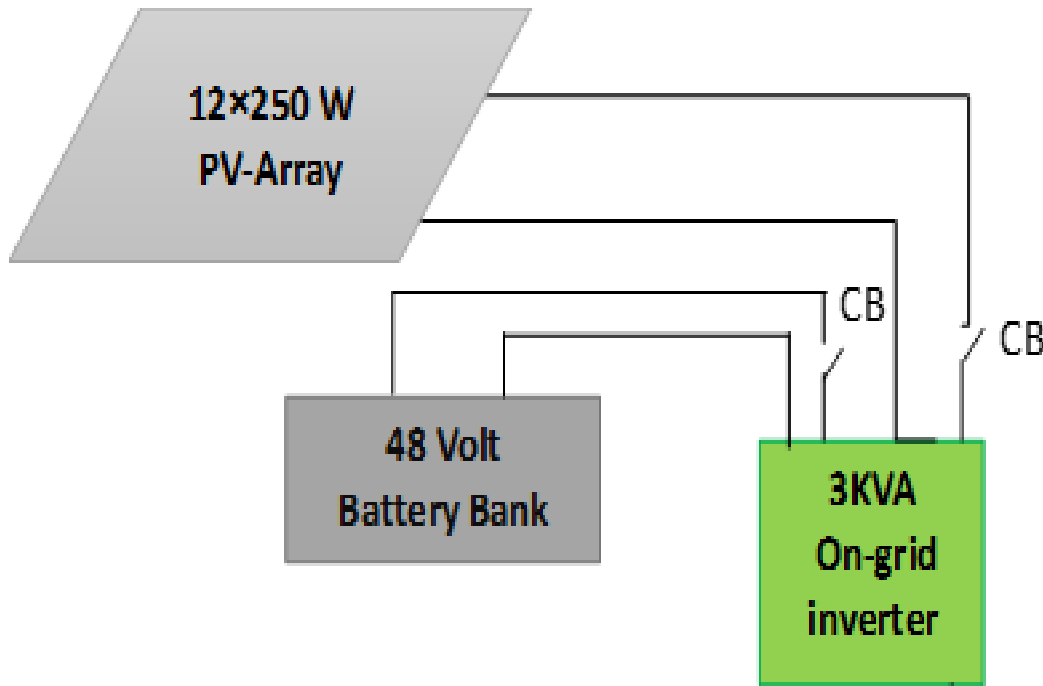 12×250 W
PV-Array
CB
CB
48 Volt
Battery Bank
3KVA
On-grid
inverter